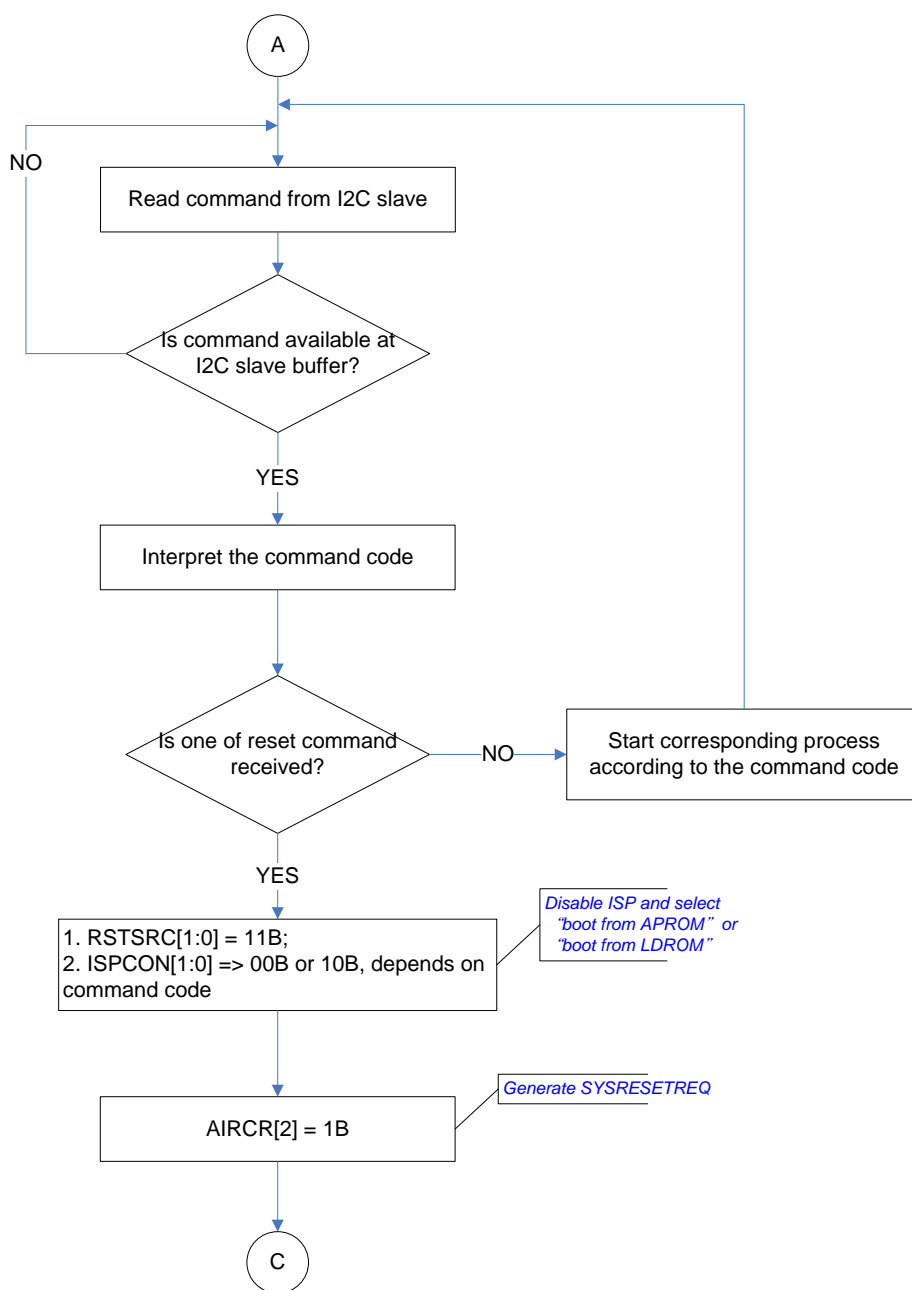 A
NO
Read command from I2C slave
Is command available at
I2C slave buffer?
YES
Interpret the command code
Is one of reset command
received?
NO
Start corresponding process
according to the command code
YES
Disable ISP and select
“boot from APROM” or
“boot from LDROM”
1. RSTSRC[1:0] = 11B;
2. ISPCON[1:0] => 00B or 10B, depends on
command code
Generate SYSRESETREQ
AIRCR[2] = 1B
C